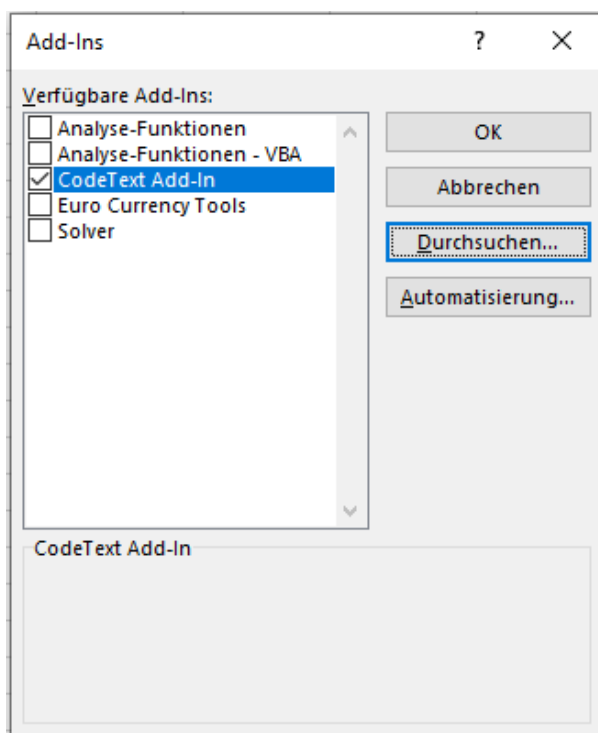 Add-Ins
?
Verfügbare Add-Ins:
Analyse-Funktionen
Analyse-Funktionen - VBA
CodeText Add-In
Euro Currency Tools
Solver
OK
Abbrechen
Durchsuchen...
Automatisierung...
CodeText Add-In